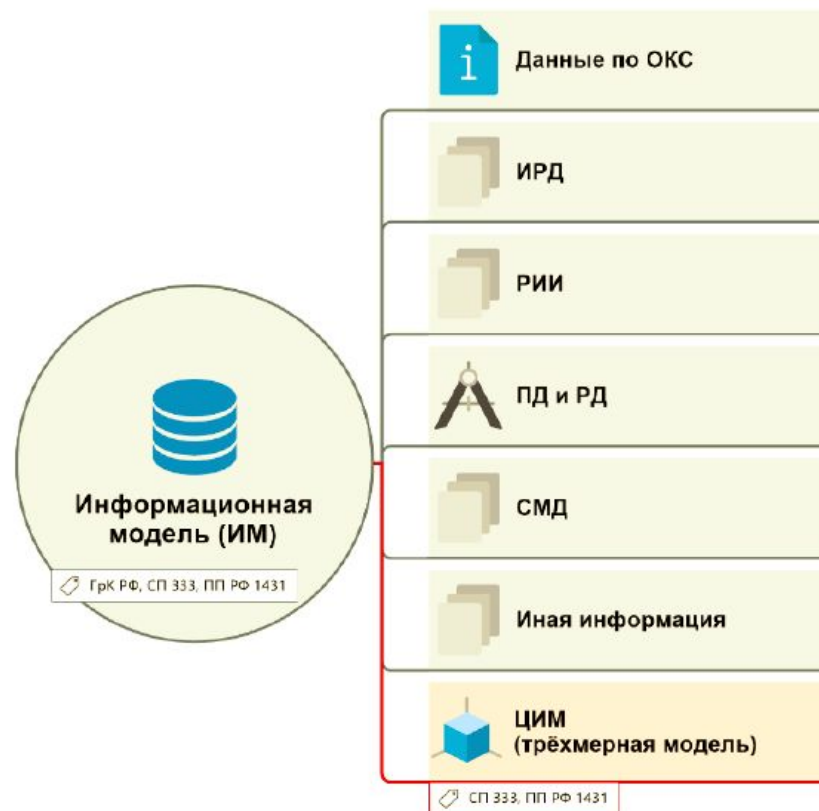 Данные по ОКС
ИРД
РИИ
ПД и РД
Информационная
модель (ИМ)
ГрК РФ, СП 333, ПП РФ 1431
СМД
Иная информация
ЦИМ
(трёхмерная модель)
СП 333, ПП РФ 1431